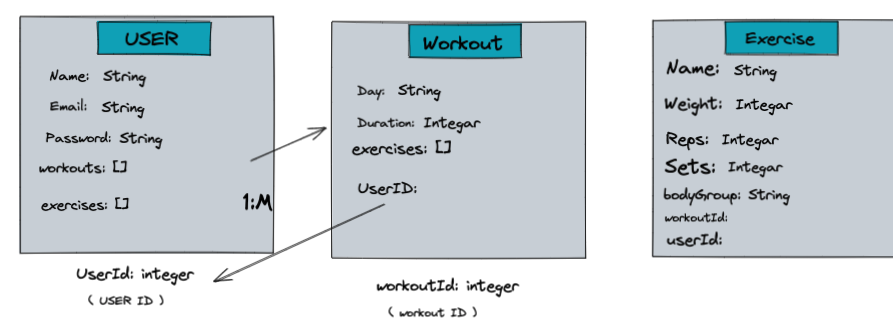 USER
Name: String
Email: String
Password: String
workouts: []
exercises: []
1:M
UserId: integer
( USER ID )
Workout
Day: String
Duration: Integar
exercises: []
UserID:
workoutId: integer
( workout ID )
Exercise
Name: String
Weight: Integar
Reps: Integar
Sets: Integar
bodyGroup: String
workoutId:
userId: